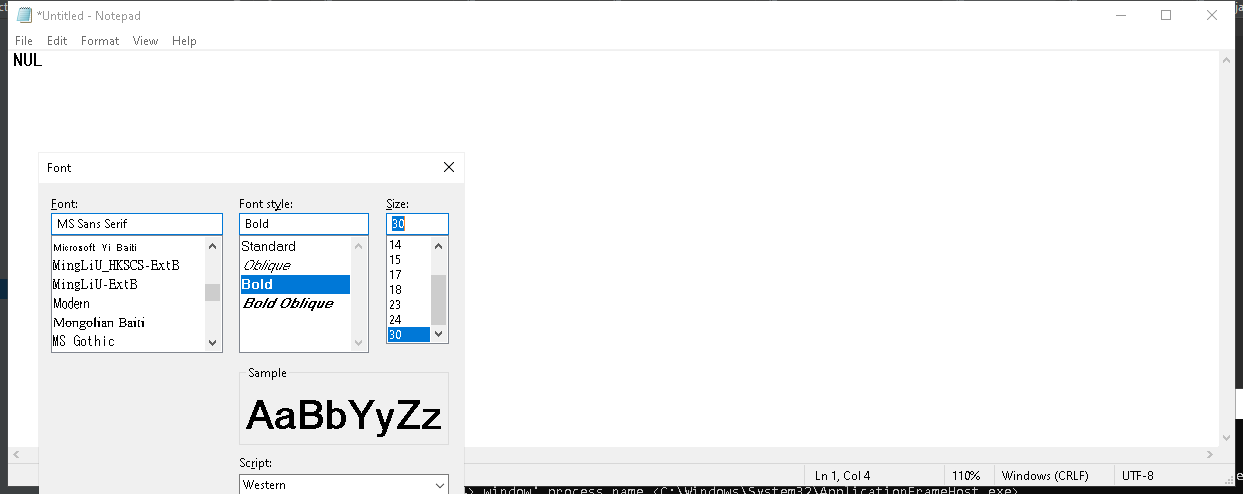 *Untitled - Notepad
File Edit Format View Help
NUL
Font
Font: Font style: Size:
MS Sans Serif Bold 30
Microsoft Yi Baiti
MingLiU_HKSCS-ExtB
MingLiU-ExtB
Modern
Mongolian Baiti
MS Gothic
Standard
Oblique
Bold
Bold Oblique
14
15
17
18
23
24
30
Sample
AaBbYyZz
Script:
Western
Ln 1, Col 4 110% Windows (CRLF) UTF-8
window" process name <C:\Windows\System32\ApplicationFrameHost.exe>